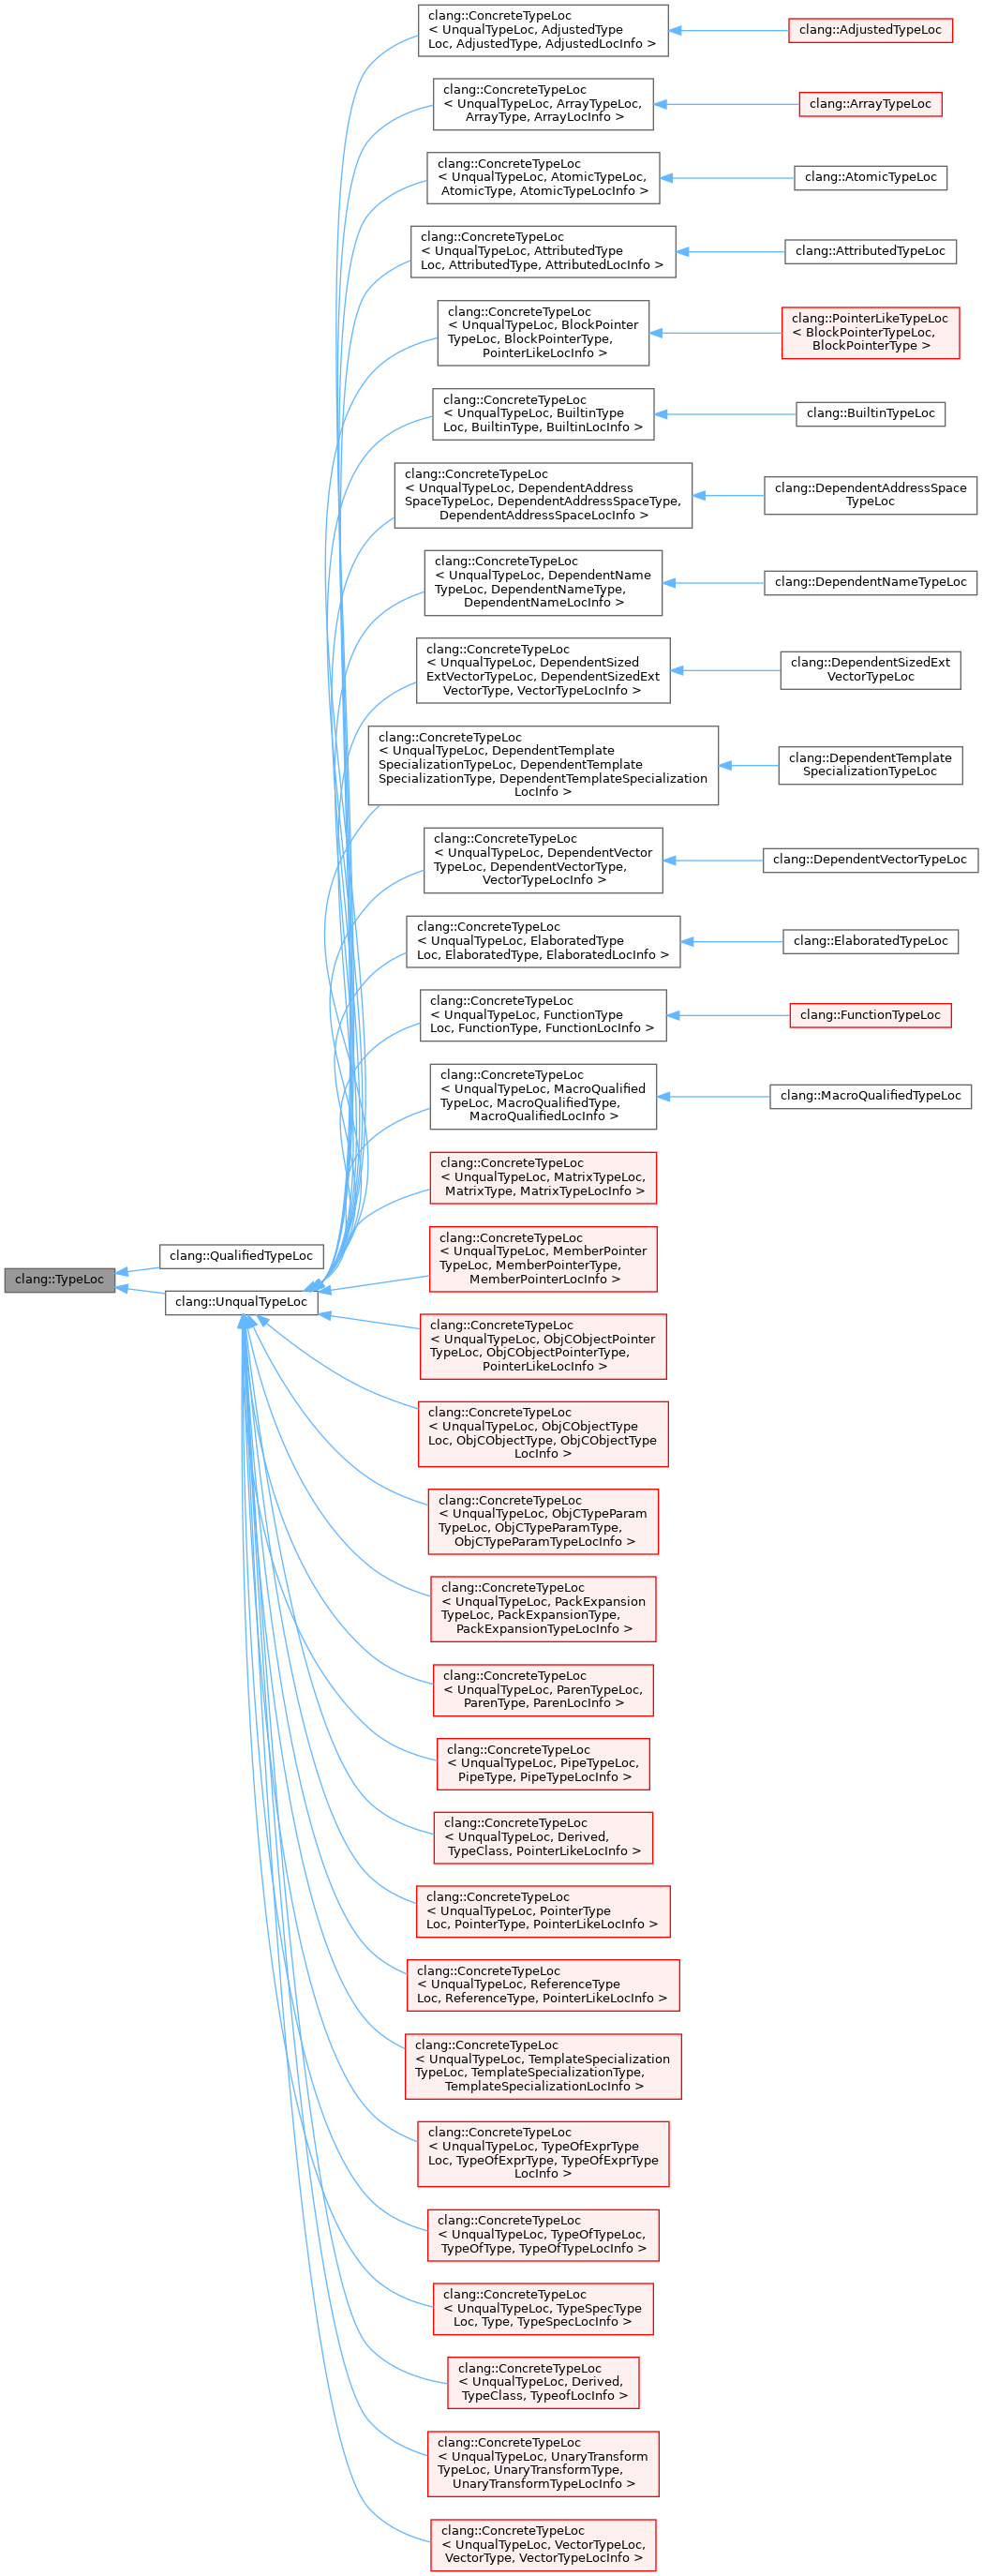 clang::TypeLoc
clang::QualifiedTypeLoc
clang::UnqualTypeLoc
clang::ConcreteTypeLoc
< UnqualTypeLoc, AdjustedType
Loc, AdjustedType, AdjustedLocInfo >
clang::AdjustedTypeLoc
clang::ConcreteTypeLoc
< UnqualTypeLoc, ArrayTypeLoc,
ArrayType, ArrayLocInfo >
clang::ArrayTypeLoc
clang::ConcreteTypeLoc
< UnqualTypeLoc, AtomicTypeLoc,
AtomicType, AtomicTypeLocInfo >
clang::AtomicTypeLoc
clang::ConcreteTypeLoc
< UnqualTypeLoc, AttributedType
Loc, AttributedType, AttributedLocInfo >
clang::AttributedTypeLoc
clang::ConcreteTypeLoc
< UnqualTypeLoc, BlockPointer
TypeLoc, BlockPointerType,
PointerLikeLocInfo >
clang::PointerLikeTypeLoc
< BlockPointerTypeLoc,
BlockPointerType >
clang::ConcreteTypeLoc
< UnqualTypeLoc, BuiltinType
Loc, BuiltinType, BuiltinLocInfo >
clang::BuiltinTypeLoc
clang::ConcreteTypeLoc
< UnqualTypeLoc, DependentAddress
SpaceTypeLoc, DependentAddressSpaceType,
DependentAddressSpaceLocInfo >
clang::DependentAddressSpace
TypeLoc
clang::ConcreteTypeLoc
< UnqualTypeLoc, DependentName
TypeLoc, DependentNameType,
DependentNameLocInfo >
clang::DependentNameTypeLoc
clang::ConcreteTypeLoc
< UnqualTypeLoc, DependentSized
ExtVectorTypeLoc, DependentSizedExt
VectorType, VectorTypeLocInfo >
clang::DependentSizedExt
VectorTypeLoc
clang::ConcreteTypeLoc
< UnqualTypeLoc, DependentTemplate
SpecializationTypeLoc, DependentTemplate
SpecializationType, DependentTemplateSpecialization
LocInfo >
clang::DependentTemplate
SpecializationTypeLoc
clang::ConcreteTypeLoc
< UnqualTypeLoc, DependentVector
TypeLoc, DependentVectorType,
VectorTypeLocInfo >
clang::DependentVectorTypeLoc
clang::ConcreteTypeLoc
< UnqualTypeLoc, ElaboratedType
Loc, ElaboratedType, ElaboratedLocInfo >
clang::ElaboratedTypeLoc
clang::ConcreteTypeLoc
< UnqualTypeLoc, FunctionType
Loc, FunctionType, FunctionLocInfo >
clang::FunctionTypeLoc
clang::ConcreteTypeLoc
< UnqualTypeLoc, MacroQualified
TypeLoc, MacroQualifiedType,
MacroQualifiedLocInfo >
clang::MacroQualifiedTypeLoc
clang::ConcreteTypeLoc
< UnqualTypeLoc, MatrixTypeLoc,
MatrixType, MatrixTypeLocInfo >
clang::ConcreteTypeLoc
< UnqualTypeLoc, MemberPointer
TypeLoc, MemberPointerType,
MemberPointerLocInfo >
clang::ConcreteTypeLoc
< UnqualTypeLoc, ObjCObjectPointer
TypeLoc, ObjCObjectPointerType,
PointerLikeLocInfo >
clang::ConcreteTypeLoc
< UnqualTypeLoc, ObjCObjectType
Loc, ObjCObjectType, ObjCObjectType
LocInfo >
clang::ConcreteTypeLoc
< UnqualTypeLoc, ObjCTypeParam
TypeLoc, ObjCTypeParamType,
ObjCTypeParamTypeLocInfo >
clang::ConcreteTypeLoc
< UnqualTypeLoc, PackExpansion
TypeLoc, PackExpansionType,
PackExpansionTypeLocInfo >
clang::ConcreteTypeLoc
< UnqualTypeLoc, ParenTypeLoc,
ParenType, ParenLocInfo >
clang::ConcreteTypeLoc
< UnqualTypeLoc, PipeTypeLoc,
PipeType, PipeTypeLocInfo >
clang::ConcreteTypeLoc
< UnqualTypeLoc, Derived,
TypeClass, PointerLikeLocInfo >
clang::ConcreteTypeLoc
< UnqualTypeLoc, PointerType
Loc, PointerType, PointerLikeLocInfo >
clang::ConcreteTypeLoc
< UnqualTypeLoc, ReferenceType
Loc, ReferenceType, PointerLikeLocInfo >
clang::ConcreteTypeLoc
< UnqualTypeLoc, TemplateSpecialization
TypeLoc, TemplateSpecializationType,
TemplateSpecializationLocInfo >
clang::ConcreteTypeLoc
< UnqualTypeLoc, TypeOfExprType
Loc, TypeOfExprType, TypeOfExprType
LocInfo >
clang::ConcreteTypeLoc
< UnqualTypeLoc, TypeOfTypeLoc,
TypeOfType, TypeOfTypeLocInfo >
clang::ConcreteTypeLoc
< UnqualTypeLoc, TypeSpecType
Loc, Type, TypeSpecLocInfo >
clang::ConcreteTypeLoc
< UnqualTypeLoc, Derived,
TypeClass, TypeofLocInfo >
clang::ConcreteTypeLoc
< UnqualTypeLoc, UnaryTransform
TypeLoc, UnaryTransformType,
UnaryTransformTypeLocInfo >
clang::ConcreteTypeLoc
< UnqualTypeLoc, VectorTypeLoc,
VectorType, VectorTypeLocInfo >